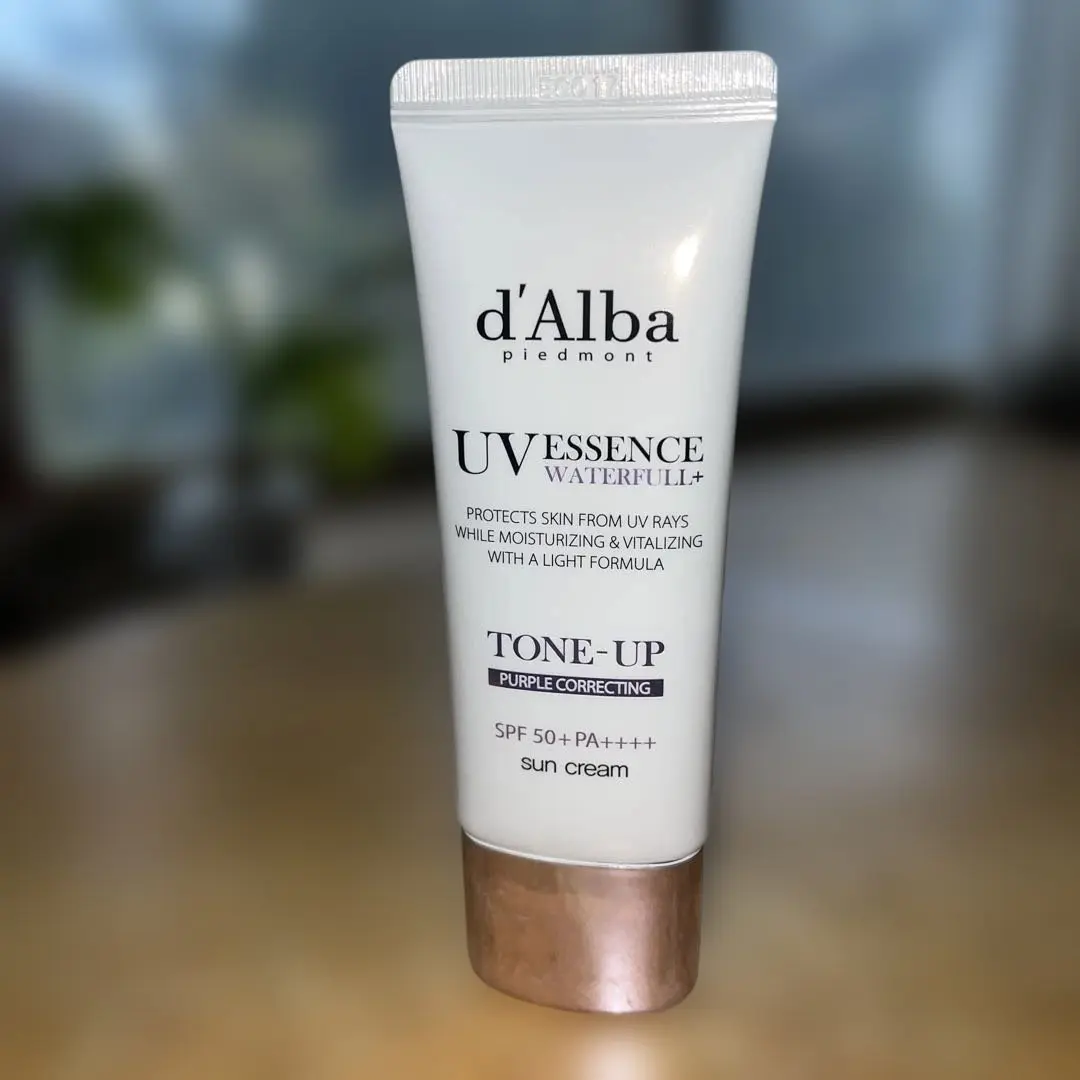 d'Alba
piedmont
UV ESSENCE
WATERFULL+
PROTECTS SKIN FROM UV RAYS
WHILE MOISTURIZING & VITALIZING
WITH A LIGHT FORMULA
TONE-UP
PURPLE CORRECTING
SPF 50+ PA++++
sun cream